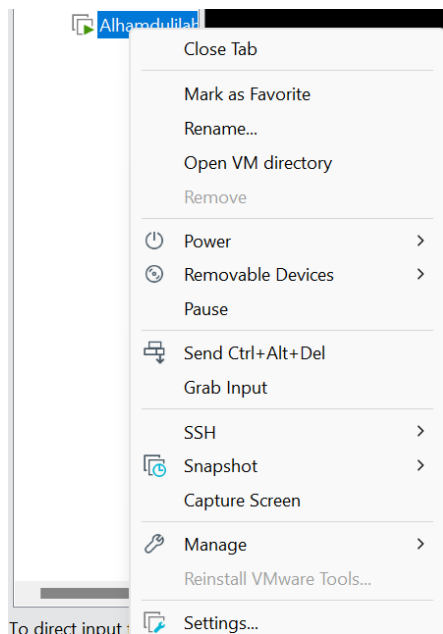 Alhamdulilah
Close Tab
Mark as Favorite
Rename...
Open VM directory
Remove
Power
Removable Devices
Pause
Send Ctrl+Alt+Del
Grab Input
SSH
Snapshot
Capture Screen
Manage
Reinstall VMware Tools...
Settings...
To direct input